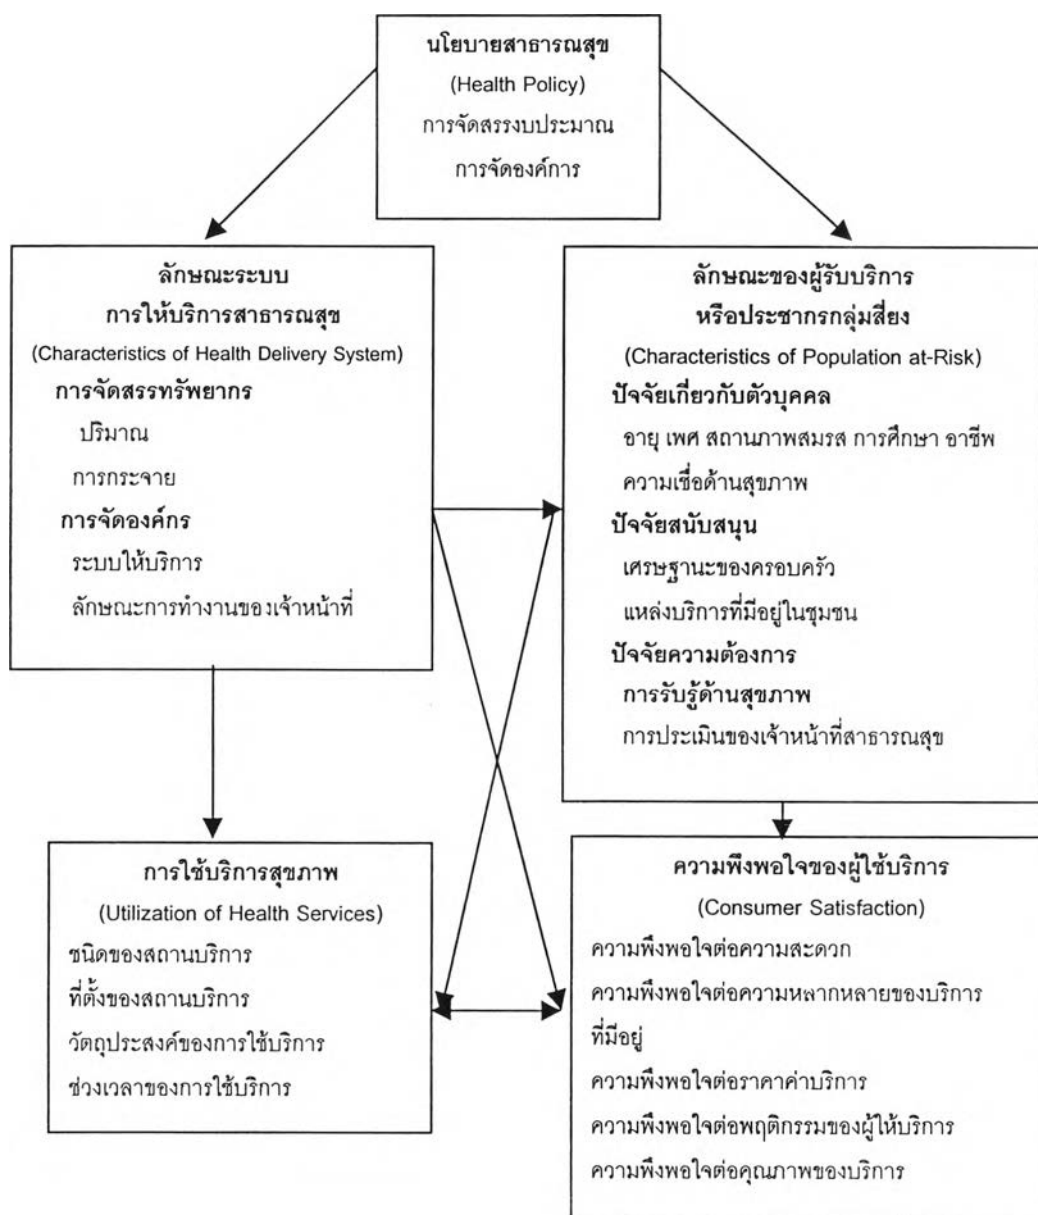 นโยบายสาธารณสุข
(Health Policy)
การจัดสรรงบประมาณ
การจัดองค์การ
ลักษณะระบบ
การให้บริการสาธารณสุข
(Characteristics of Health Delivery System)
การจัดสรรทรัพยากร
ปริมาณ
การกระจาย
การจัดองค์กร
ระบบให้บริการ
ลักษณะการทำงานของเจ้าหน้าที่
ลักษณะของผู้รับบริการ
หรือประชากรกลุ่มสี่ยง
(Characteristics of Population at-Risk)
ปัจจัยเกี่ยวกับตัวบุคคล
อายุ เพศ สถานภาพสมรส การศึกษา อาชีพ
ความเชื่อด้านสุขภาพ
ปัจจัยสนับสนุน
เศรษฐานะของครอบครัว
แหล่งบริการที่มีอยู่ในชุมชน
ปัจจัยความต้องการ
การรับรู้ด้านสุขภาพ
การประเมินของเจ้าหน้าที่สาธารณสุข
การใช้บริการสุขภาพ
(Utilization of Health Services)
ชนิดของสถานบริการ
ที่ตั้งของสถานบริการ
วัตถุประสงค์ของการใช้บริการ
ช่วงเวลาของการใช้บริการ
ความพึงพอใจของผู้ใช้บริการ
(Consumer Satisfaction)
ความพึงพอใจต่อความสะดวก
ความพึงพอใจต่อความหลากหลายของบริการ
ที่มีอยู่
ความพึงพอใจต่อราคาค่าบริการ
ความพึงพอใจต่อพฤติกรรมของผู้ให้บริการ
ความพึงพอใจต่อคุณภาพของบริการ